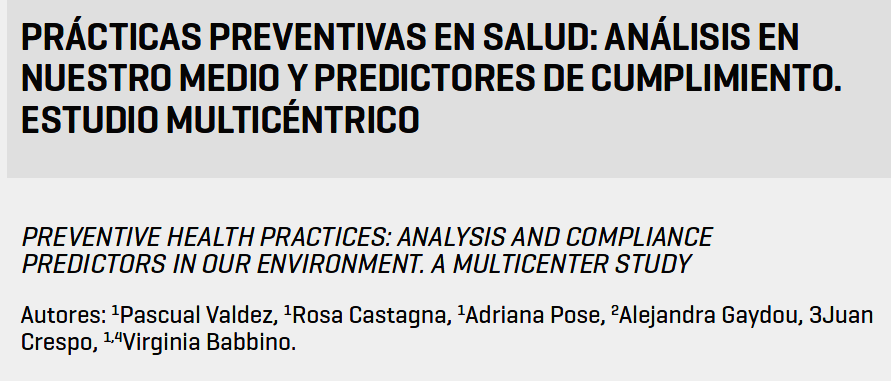 PRÁCTICAS PREVENTIVAS EN SALUD: ANÁLISIS EN
NUESTRO MEDIO Y PREDICTORES DE CUMPLIMIENTO.
ESTUDIO MULTICÉNTRICO
PREVENTIVE HEALTH PRACTICES: ANALYSIS AND COMPLIANCE
PREDICTORS IN OUR ENVIRONMENT. A MULTICENTER STUDY
Autores: ¹Pascual Valdez, ¹Rosa Castagna, ¹Adriana Pose, ²Alejandra Gaydou, 3Juan
Crespo, ¹,⁴Virginia Babbino.